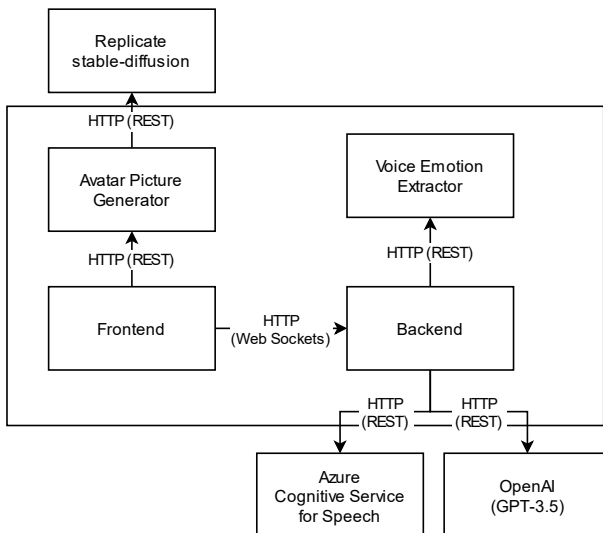 Replicate
stable-diffusion
HTTP (REST)
Avatar Picture
Generator
Voice Emotion
Extractor
HTTP (REST)
HTTP (REST)
Frontend
HTTP
(Web Sockets)
Backend
HTTP
(REST)
HTTP
(REST)
Azure
Cognitive Service
for Speech
OpenAI
(GPT-3.5)